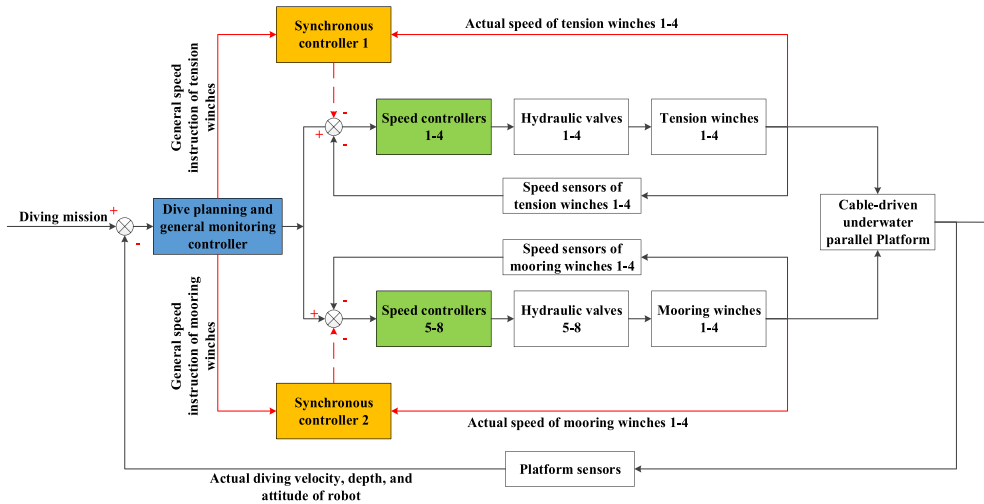 Synchronous
controller 1
Actual speed of tension winches 1-4
General speed
instruction of tension
winches
-
+
-
Speed controllers
1-4
Hydraulic valves
1-4
Tension winches
1-4
Speed sensors of
tension winches 1-4
Diving mission
+
-
Dive planning and
general monitoring
controller
Cable-driven
underwater
parallel Platform
Speed sensors of
mooring winches 1-4
-
+
-
Speed controllers
5-8
Hydraulic valves
5-8
Mooring winches
1-4
General speed
instruction of mooring
winches
Synchronous
controller 2
Actual speed of mooring winches 1-4
Platform sensors
Actual diving velocity, depth, and
attitude of robot